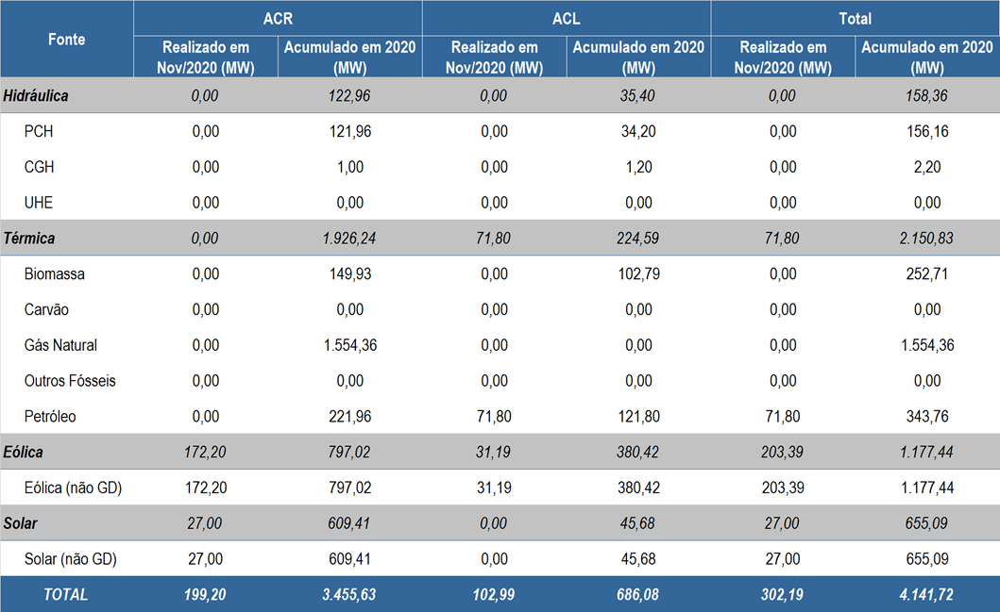 Fonte ACR ACL Total
Realizado em Nov/2020 (MW) Acumulado em 2020 (MW) Realizado em Nov/2020 (MW) Acumulado em 2020 (MW) Realizado em Nov/2020 (MW) Acumulado em 2020 (MW)
Hidráulica 0,00 122,96 0,00 35,40 0,00 158,36
PCH 0,00 121,96 0,00 34,20 0,00 156,16
CGH 0,00 1,00 0,00 1,20 0,00 2,20
UHE 0,00 0,00 0,00 0,00 0,00 0,00
Térmica 0,00 1.926,24 71,80 224,59 71,80 2.150,83
Biomassa 0,00 149,93 0,00 102,79 0,00 252,71
Carvão 0,00 0,00 0,00 0,00 0,00 0,00
Gás Natural 0,00 1.554,36 0,00 0,00 0,00 1.554,36
Outros Fósseis 0,00 0,00 0,00 0,00 0,00 0,00
Petróleo 0,00 221,96 71,80 121,80 71,80 343,76
Eólica 172,20 797,02 31,19 380,42 203,39 1.177,44
Eólica (não GD) 172,20 797,02 31,19 380,42 203,39 1.177,44
Solar 27,00 609,41 0,00 45,68 27,00 655,09
Solar (não GD) 27,00 609,41 0,00 45,68 27,00 655,09
TOTAL 199,20 3.455,63 102,99 686,08 302,19 4.141,72